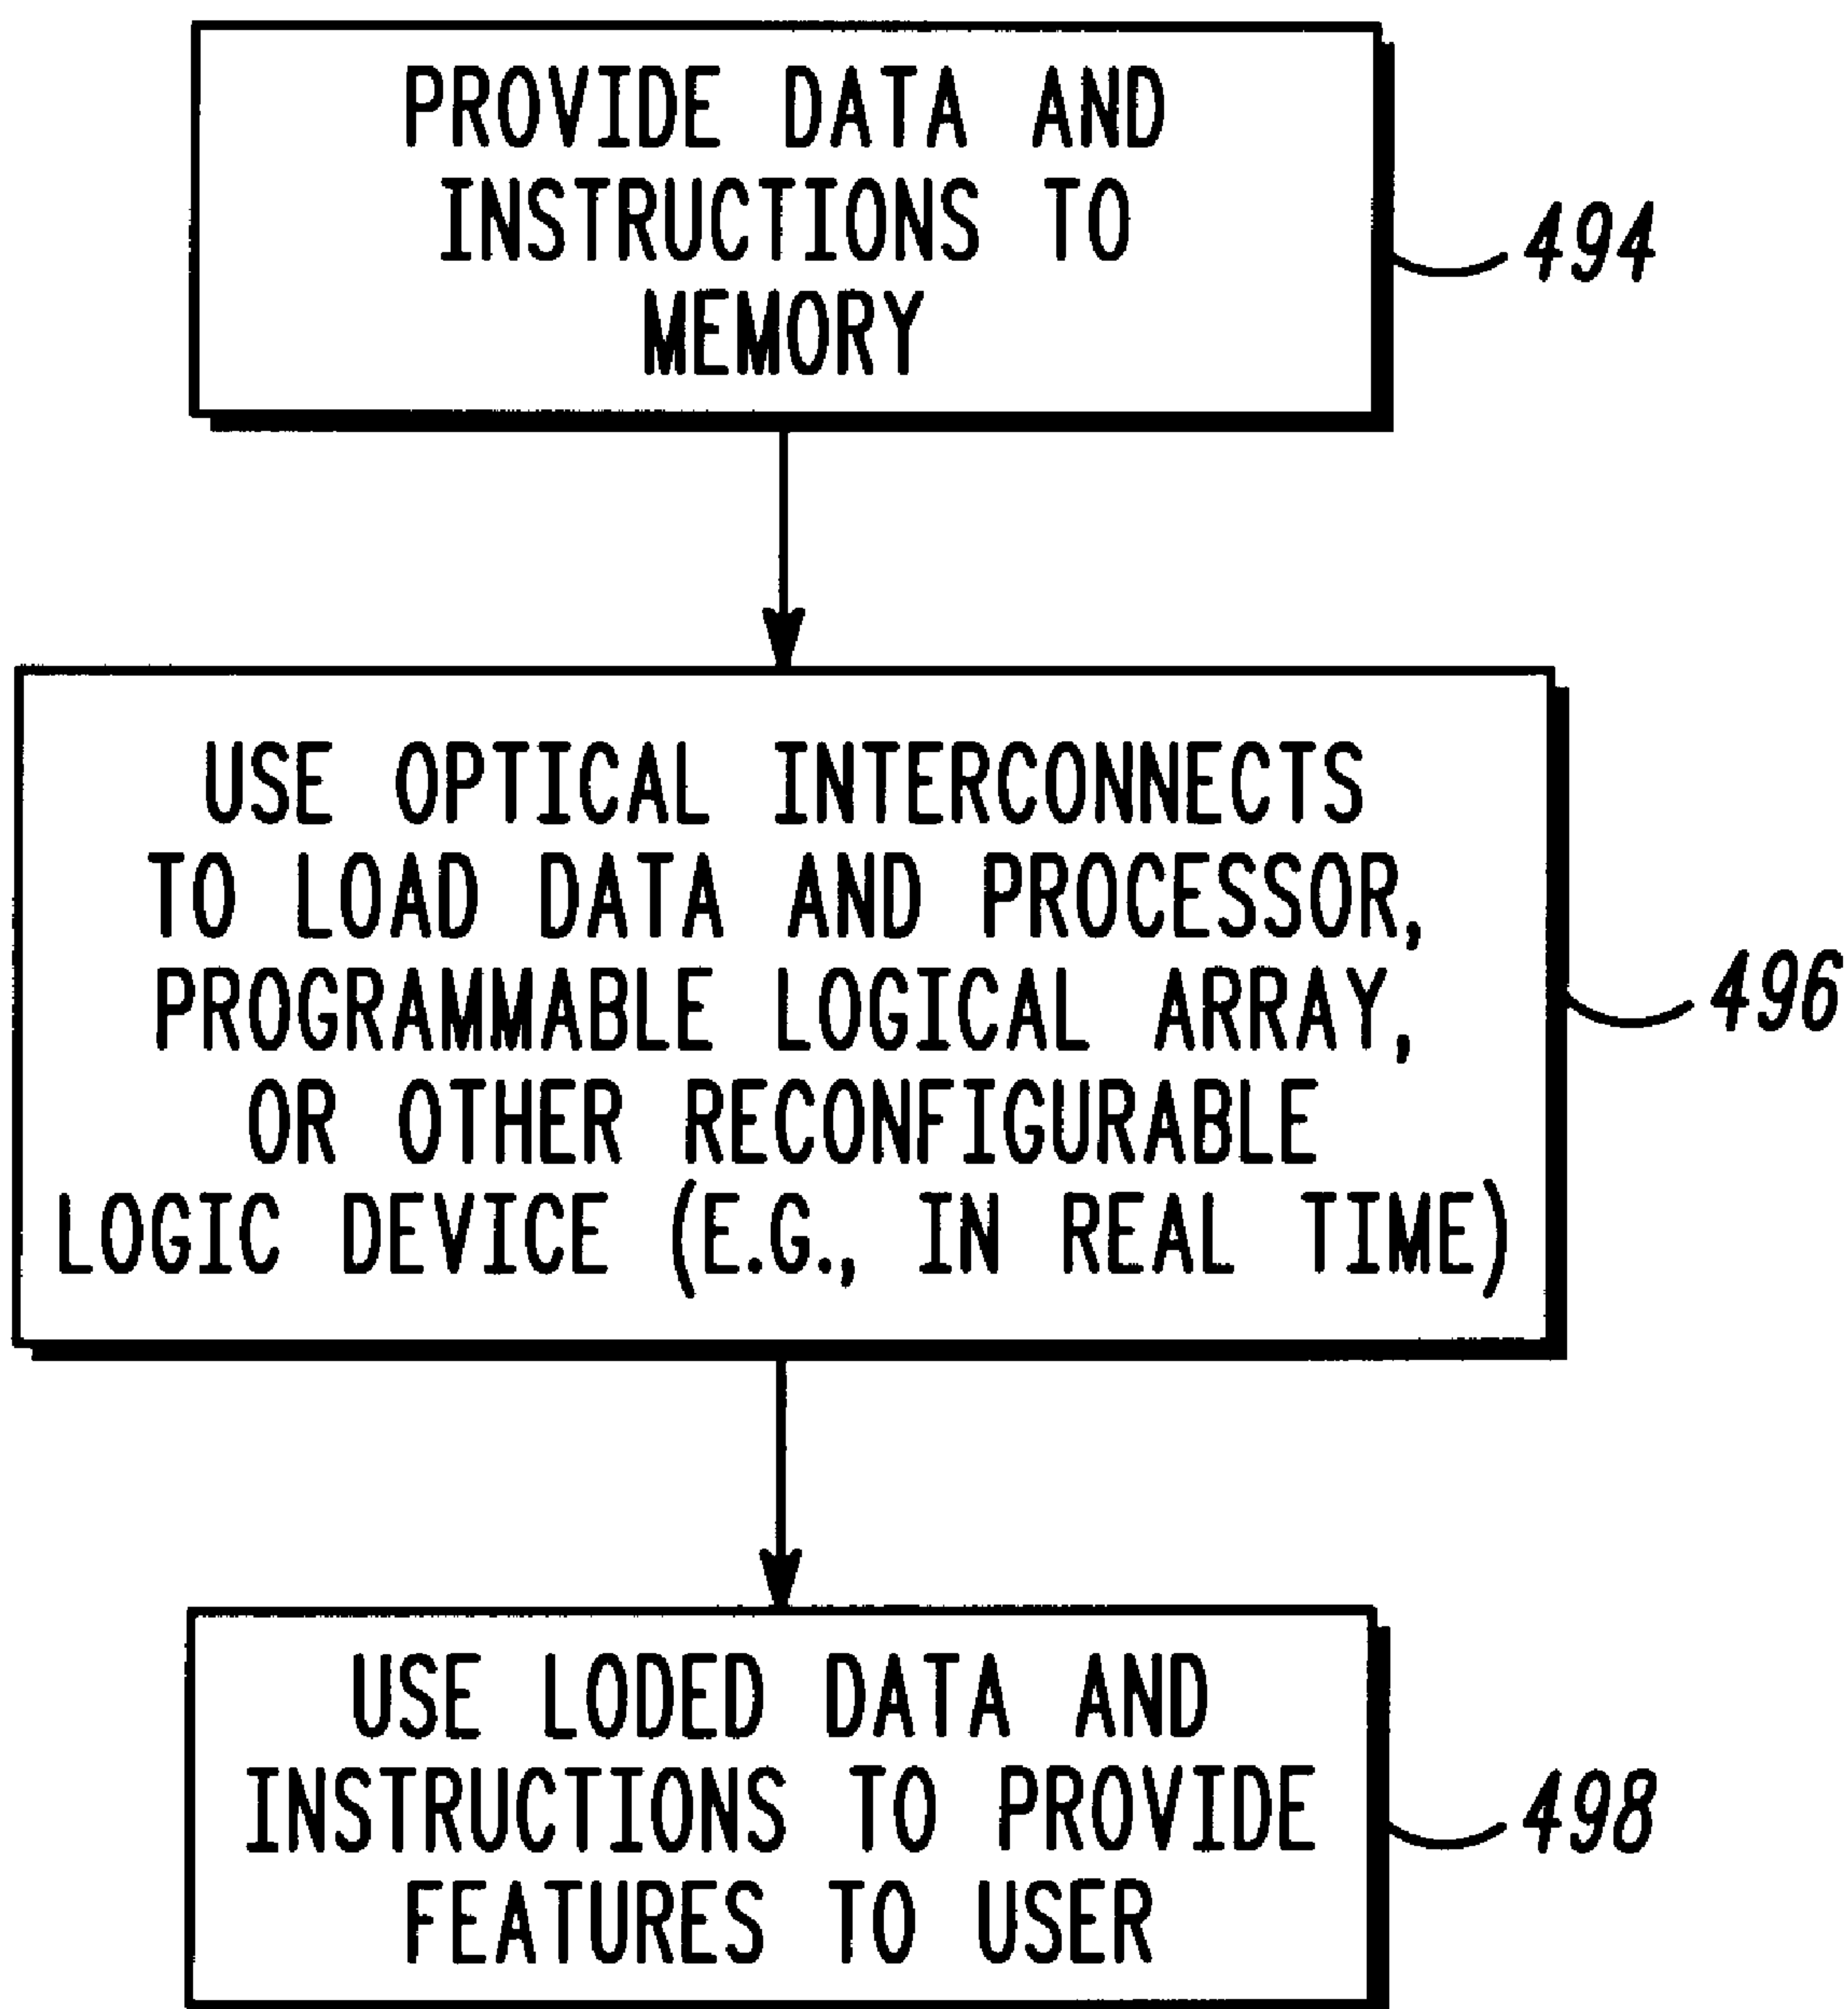 PROVIDE DATA AND
INSTRUCTIONS TO
MEMORY
494
USE OPTICAL INTERCONNECTS
TO LOAD DATA AND PROCESSOR,
PROGRAMMABLE LOGICAL ARRAY,
OR OTHER RECONFIGURABLE
LOGIC DEVICE (E.G., IN REAL TIME)
496
USE LODED DATA AND
INSTRUCTIONS TO PROVIDE
FEATURES TO USER
498